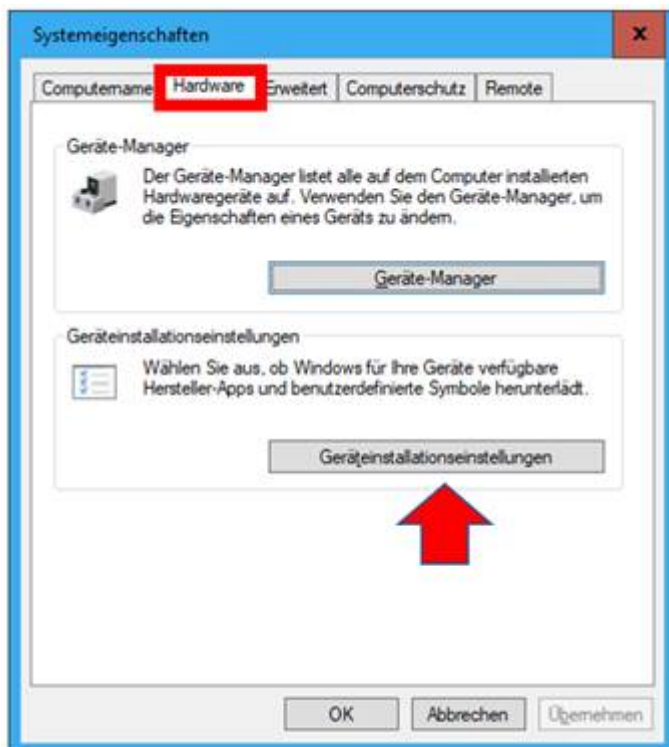 Systemeigenschaften
Computername Hardware Erweitert Computerschutz Remote
Geräte-Manager
Der Geräte-Manager listet alle auf dem Computer installierten
Hardwaregeräte auf. Verwenden Sie den Geräte-Manager, um
die Eigenschaften eines Geräts zu ändern.
Geräte-Manager
Geräteinstallationseinstellungen
Wählen Sie aus, ob Windows für Ihre Geräte verfügbare
Hersteller-Apps und benutzerdefinierte Symbole herunterlädt.
Geräteinstallationseinstellungen
OK Abbrechen Übernehmen